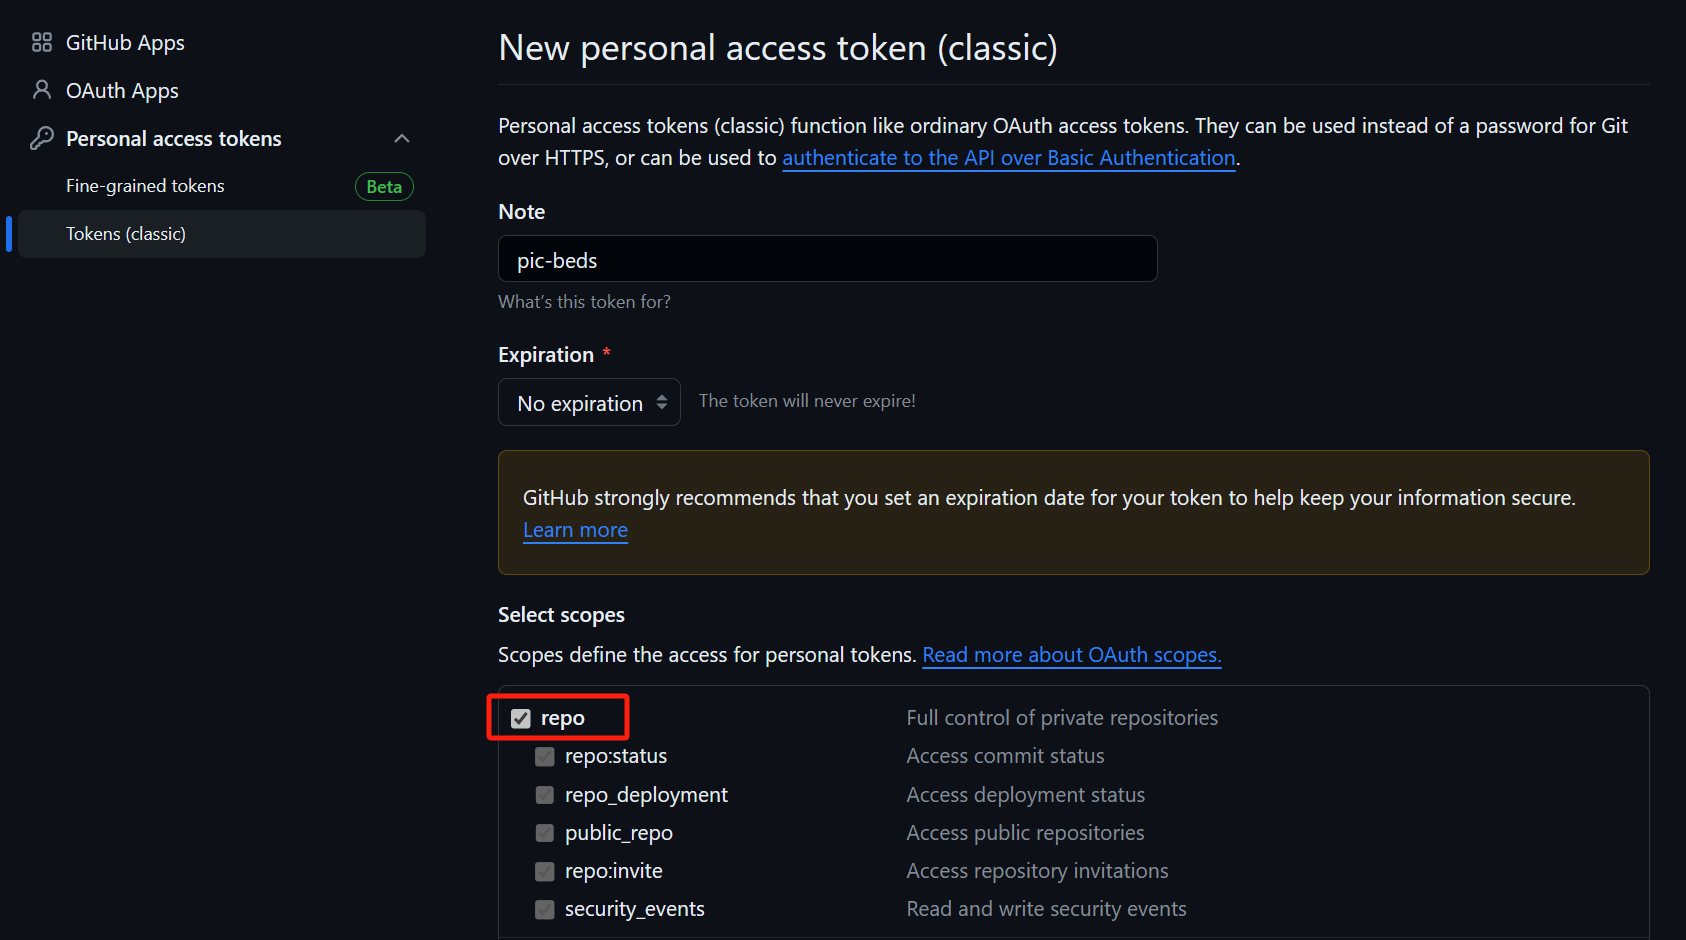 GitHub Apps
OAuth Apps
Personal access tokens
Fine-grained tokens Beta
Tokens (classic)
New personal access token (classic)
Personal access tokens (classic) function like ordinary OAuth access tokens. They can be used instead of a password for Git
over HTTPS, or can be used to authenticate to the API over Basic Authentication.
Note
pic-beds
What's this token for?
Expiration *
No expiration The token will never expire!
GitHub strongly recommends that you set an expiration date for your token to help keep your information secure.
Learn more
Select scopes
Scopes define the access for personal tokens. Read more about OAuth scopes.
repo Full control of private repositories
repo:status Access commit status
repo_deployment Access deployment status
public_repo Access public repositories
repo:invite Access repository invitations
security_events Read and write security events